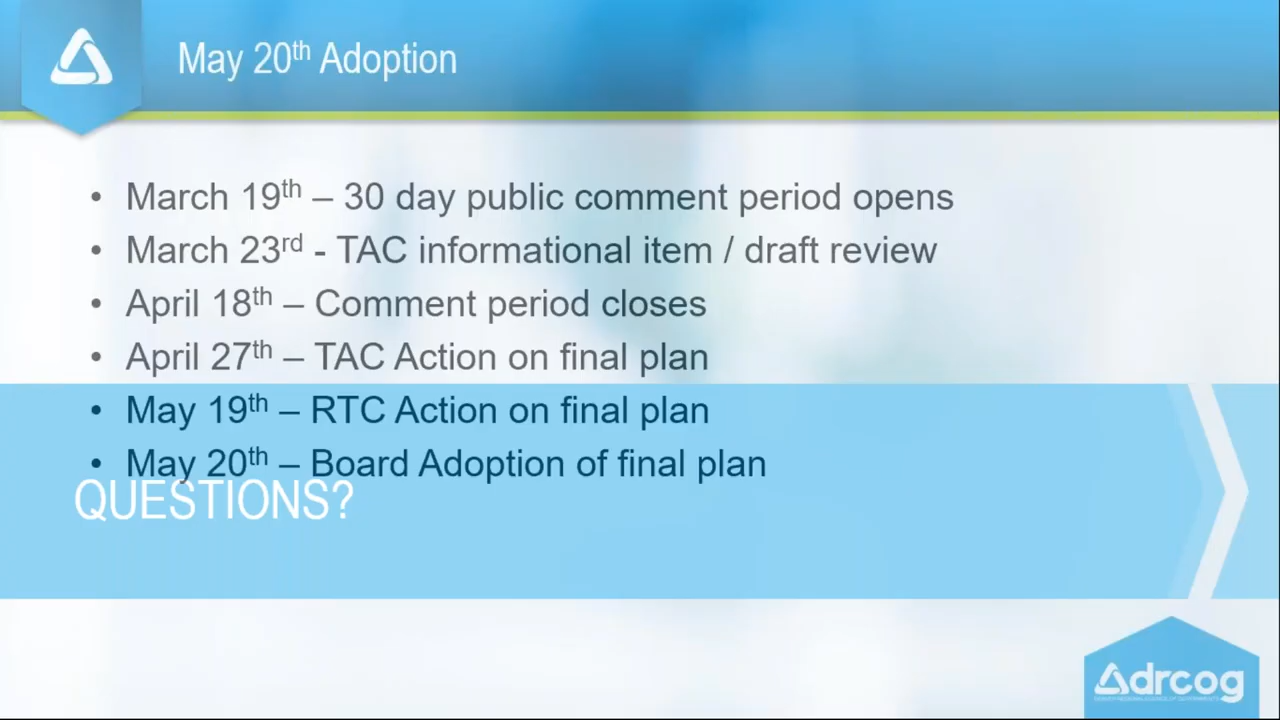 May 20th Adoption
• March 19th – 30 day public comment period opens
• March 23rd - TAC informational item / draft review
• April 18th – Comment period closes
• April 27th – TAC Action on final plan
• May 19th – RTC Action on final plan
• May 20th – Board Adoption of final plan
QUESTIONS?
drcog